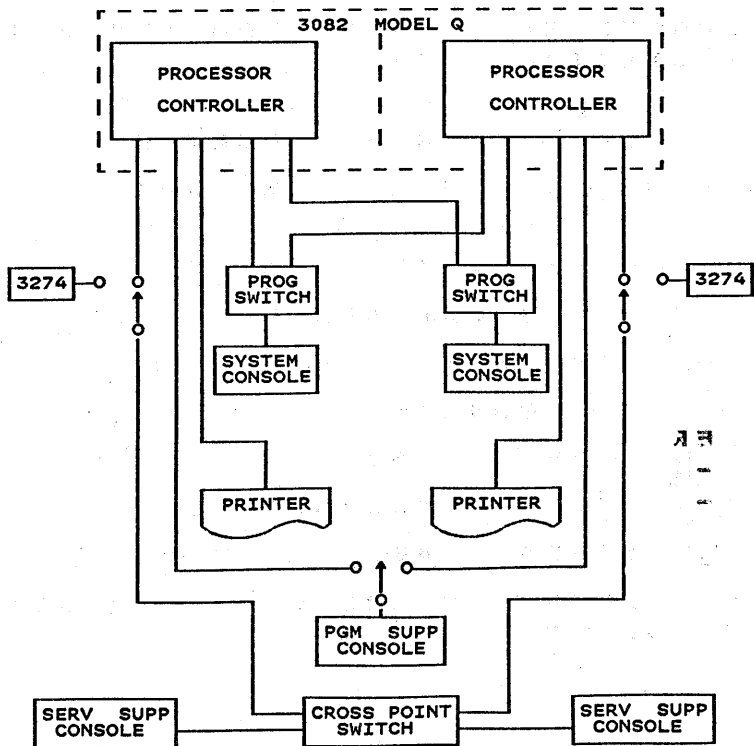 3082 MODEL Q
PROCESSOR
CONTROLLER
PROCESSOR
CONTROLLER
3274
PROG
SWITCH
PROG
SWITCH
3274
SYSTEM
CONSOLE
SYSTEM
CONSOLE
PRINTER
PRINTER
PGM SUPP
CONSOLE
SERV SUPP
CONSOLE
CROSS POINT
SWITCH
SERV SUPP
CONSOLE